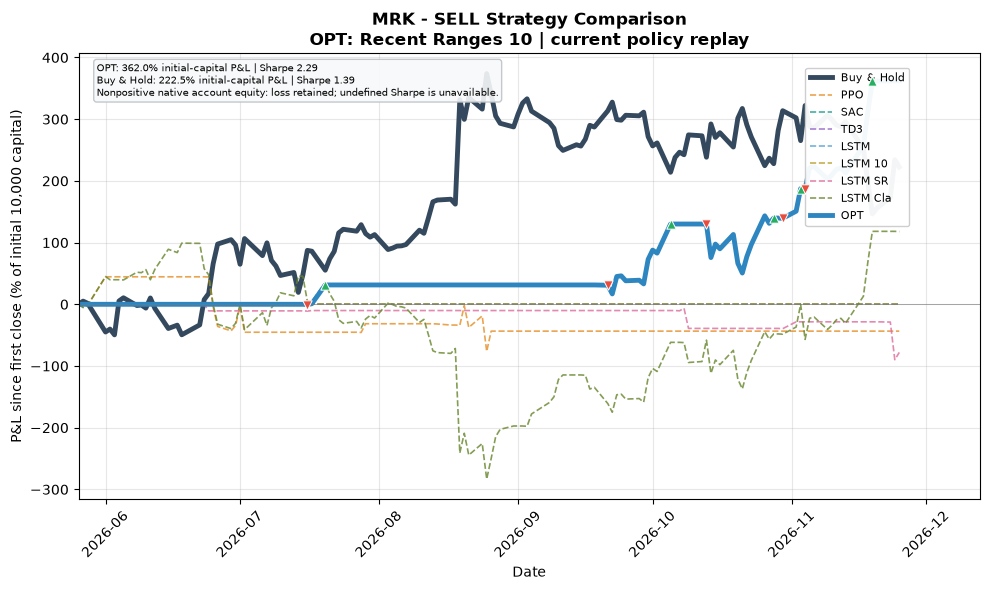 MRK - SELL Strategy Comparison
OPT: Recent Ranges 10 | current policy replay
OPT: 362.0% initial-capital P&L | Sharpe 2.29
Buy & Hold: 222.5% initial-capital P&L | Sharpe 1.39
Nonpositive native account equity: loss retained; undefined Sharpe is unavailable.
Buy & Hold
PPO
SAC
TD3
LSTM
LSTM 10
LSTM SR
LSTM Cla
OPT
P&L since first close (% of initial 10,000 capital)
400
300
200
100
0
−100
−200
−300
2026-06
2026-07
2026-08
2026-09
2026-10
2026-11
2026-12
Date